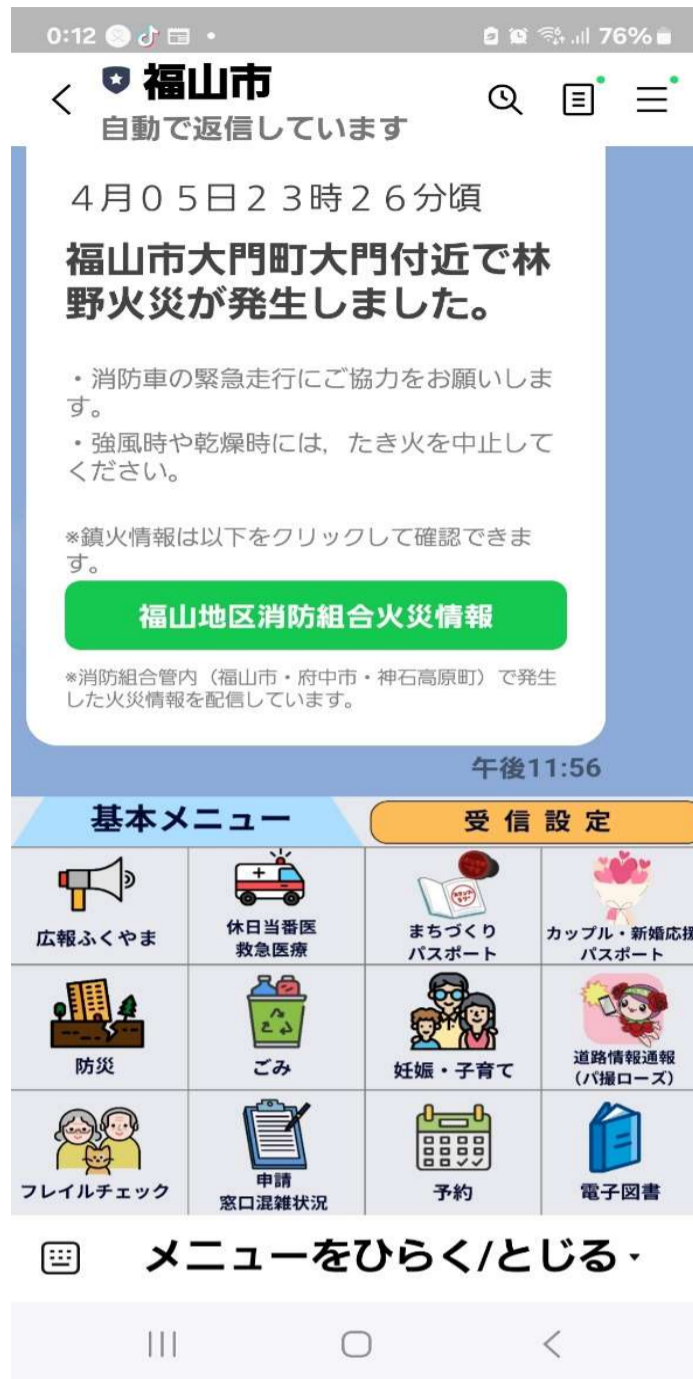 0:12
76%
福山市
自動で返信しています
４月０５日２３時２６分頃
福山市大門町大門付近で林
野火災が発生しました。
・消防車の緊急走行にご協力をお願いしま
す。
・強風時や乾燥時には，たき火を中止して
ください。
※鎮火情報は以下をクリックして確認できま
す。
福山地区消防組合火災情報
※消防組合管内（福山市・府中市・神石高原町）で発生
した火災情報を配信しています。
午後11:56
基本メニュー
受信設定
広報ふくやま
休日当番医
救急医療
まちづくり
パスポート
カップル・新婚応援
パスポート
防災
ごみ
妊娠・子育て
道路情報通報
（パ撮ローズ）
フレイルチェック
申請
窓口混雑状況
予約
電子図書
メニューをひらく/とじる